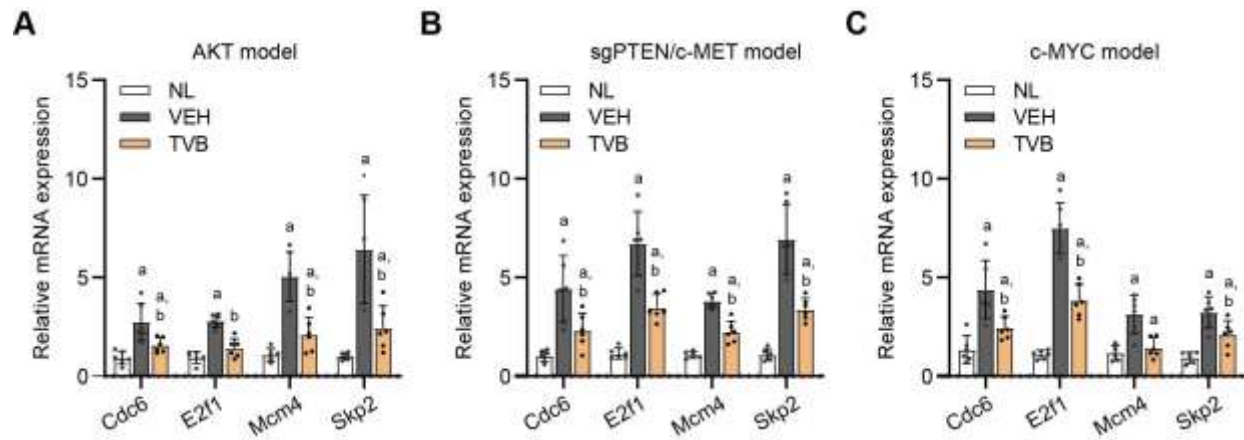 A
AKT model
15
10
5
0
Relative mRNA expression
NL
VEH
TVB
a
a,
b
a
b
a
a,
b
a
a,
b
Cdc6
E2f1
Mcm4
Skp2
B
sgPTEN/c-MET model
15
10
5
0
Relative mRNA expression
NL
VEH
TVB
a
a,
b
a
a,
b
a
a,
b
a
a,
b
Cdc6
E2f1
Mcm4
Skp2
C
c-MYC model
15
10
5
0
Relative mRNA expression
NL
VEH
TVB
a
a,
b
a
a,
b
a
a
a
a,
b
Cdc6
E2f1
Mcm4
Skp2